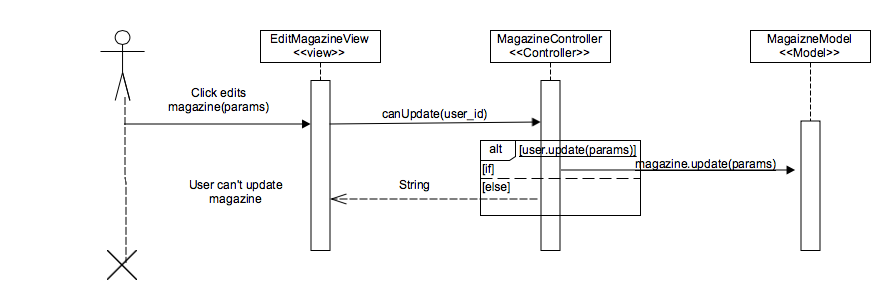 EditMagazineView
<<view>>
MagazineController
<<Controller>>
MagaizneModel
<<Model>>
Click edits
magazine(params)
canUpdate(user_id)
alt
[user.update(params)]
[if]
magazine.update(params)
User can't update
magazine
String
[else]